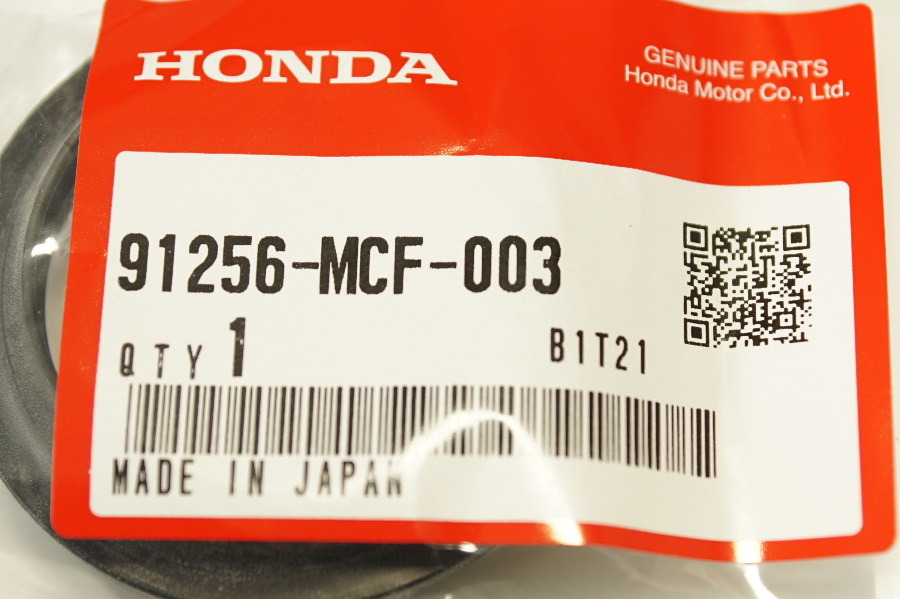 HONDA
GENUINE PARTS
Honda Motor Co., Ltd.
91256-MCF-003
QTY 1
B1T21
MADE IN JAPAN